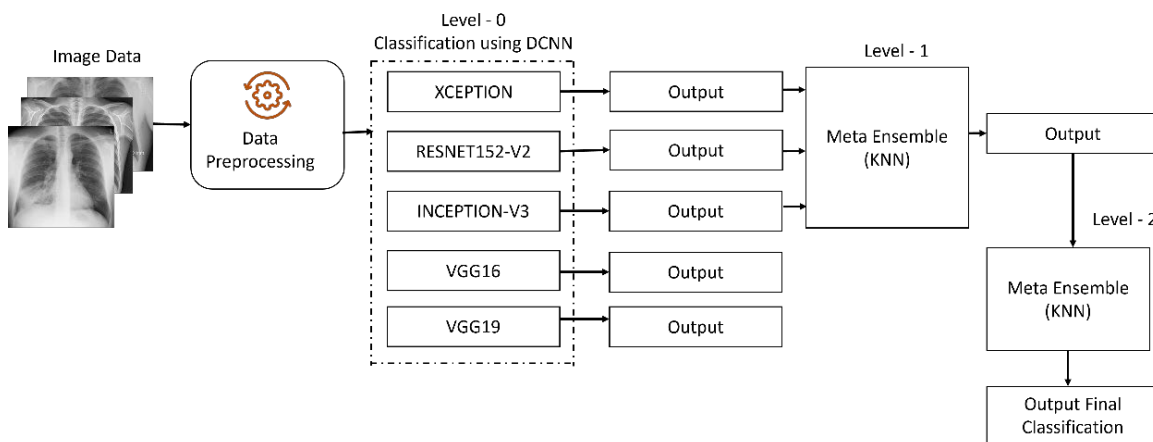 Level - 0
Classification using DCNN
Image Data
Level - 1
XCEPTION
Output
Data
Preprocessing
RESNET152-V2
Output
Meta Ensemble
(KNN)
Output
INCEPTION-V3
Output
Level - 2
VGG16
Output
Meta Ensemble
(KNN)
VGG19
Output
Output Final
Classification